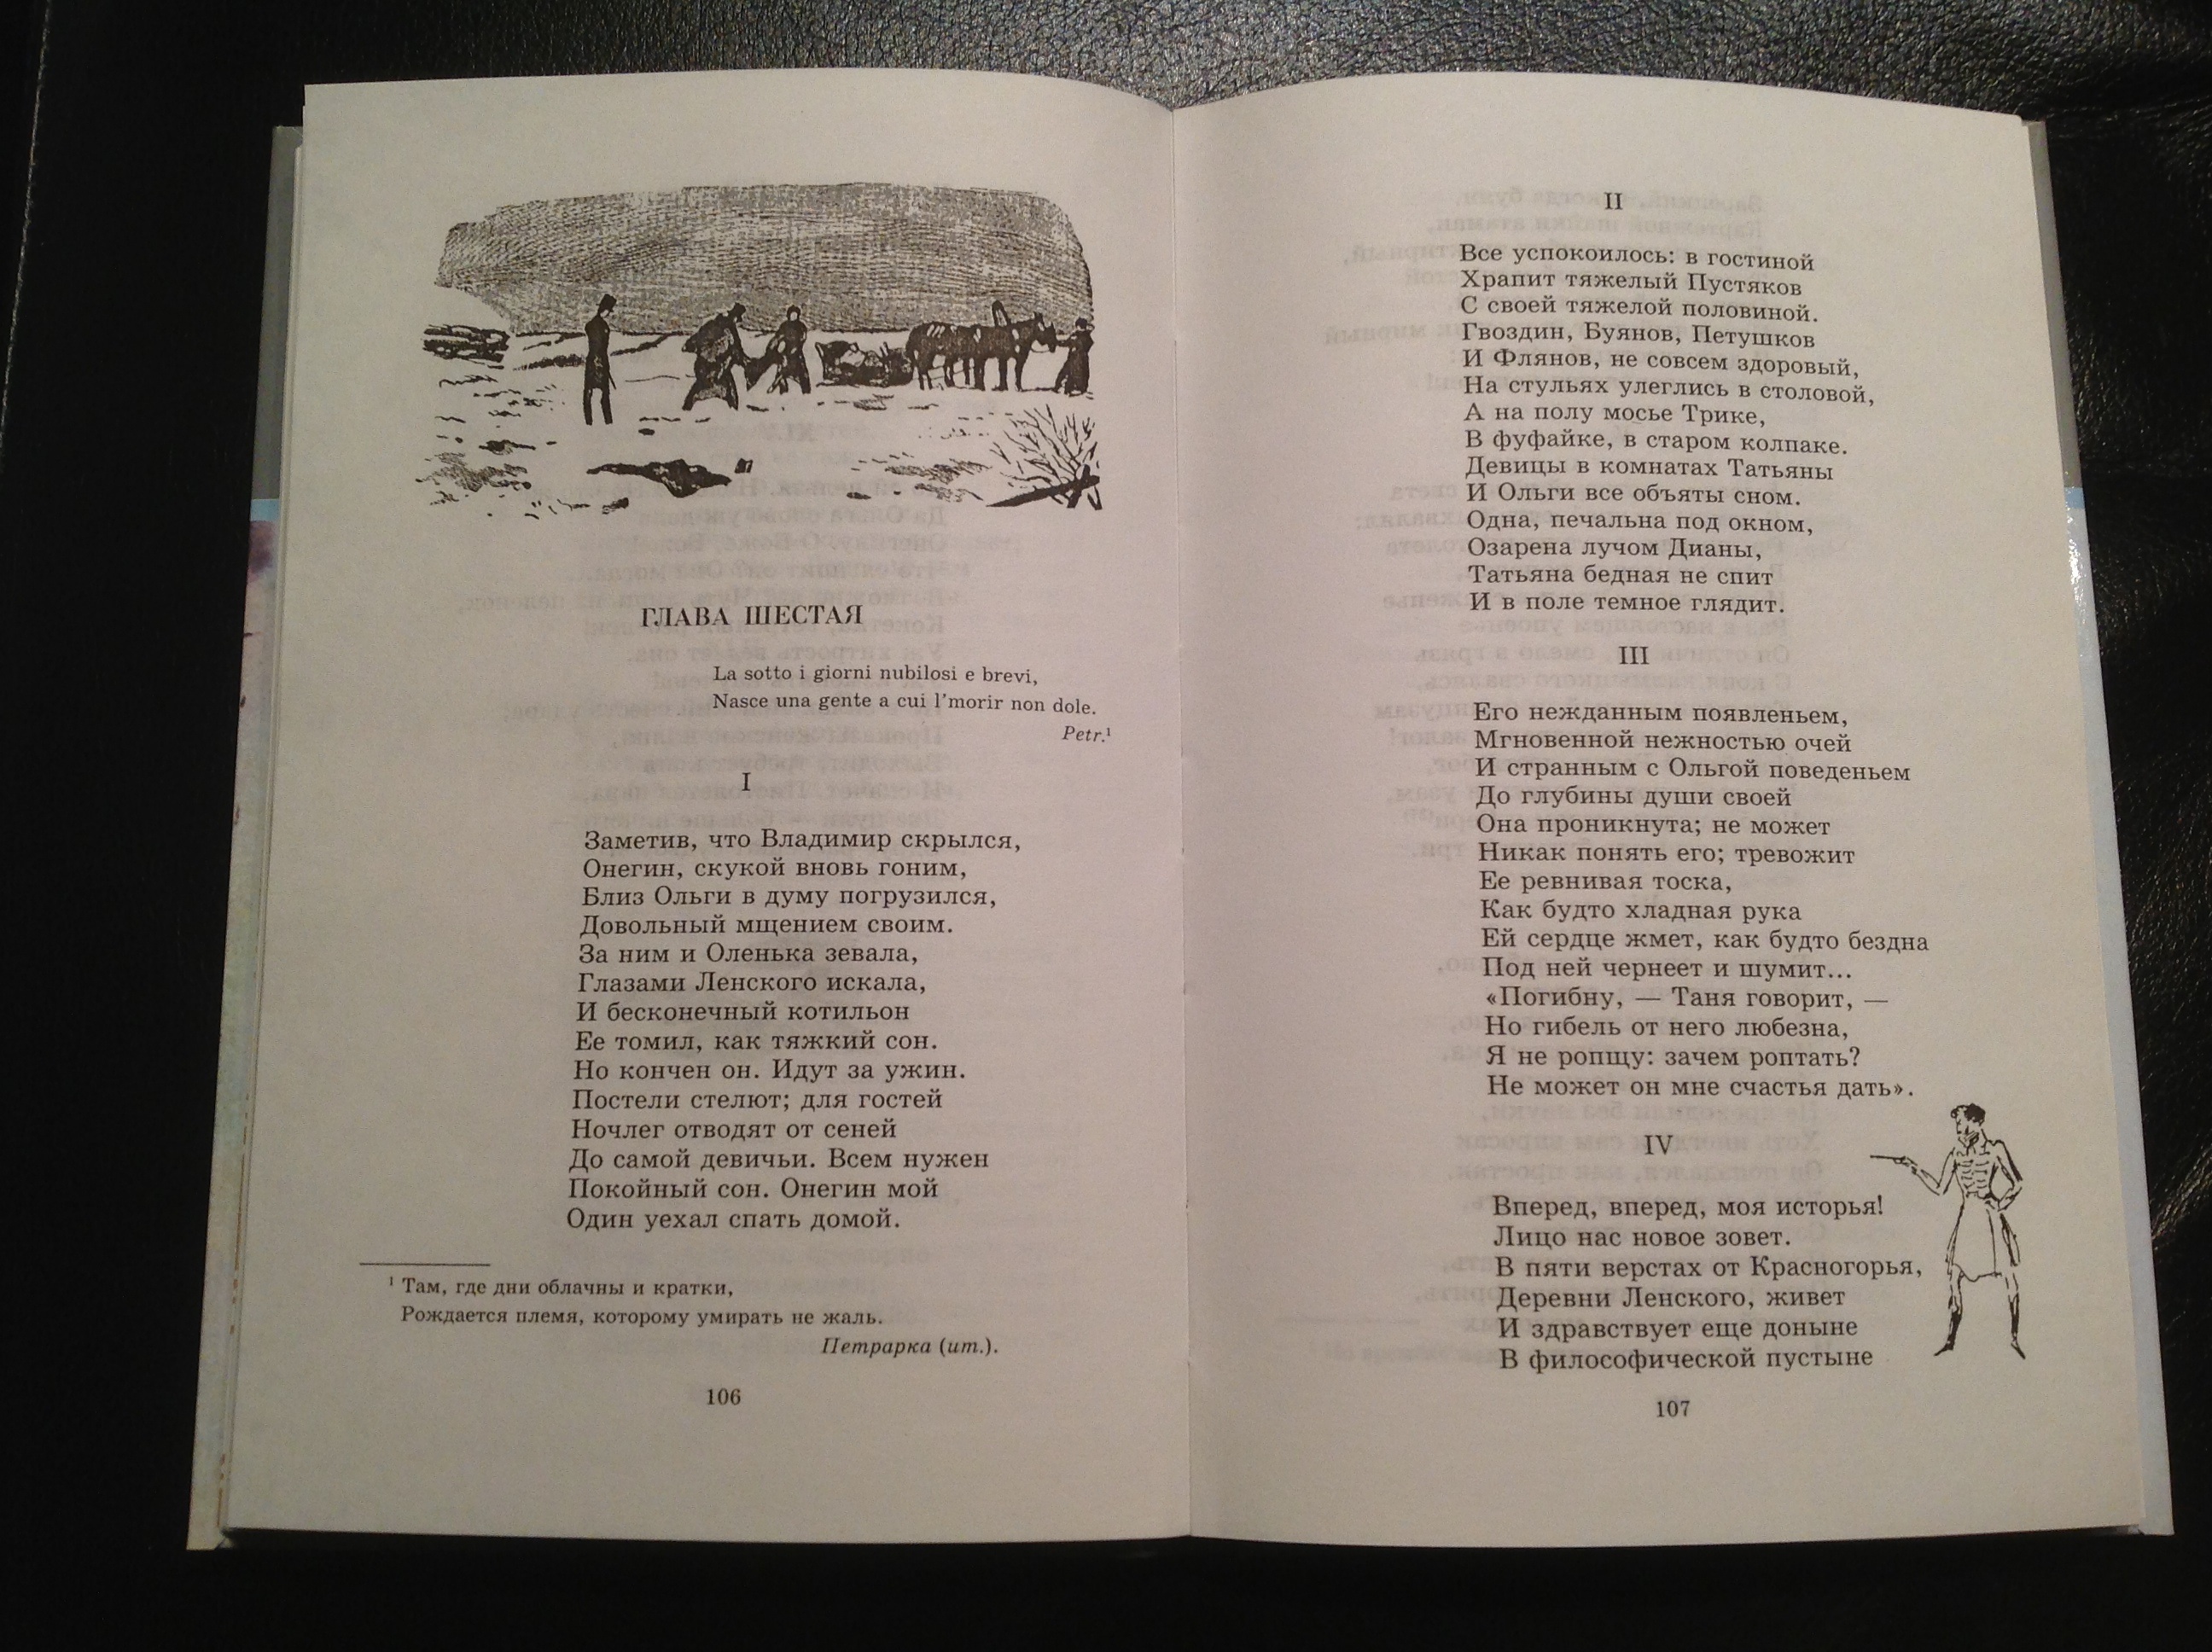 ГЛАВА ШЕСТАЯ
La sotto i giorni nubilosi e brevi,
Nasce una gente a cui l'morir non dole.
Petr.¹
I
Заметив, что Владимир скрылся,
Онегин, скукой вновь гоним,
Близ Ольги в думу погрузился,
Довольный мщением своим.
За ним и Оленька зевала,
Глазами Ленского искала,
И бесконечный котильон
Ее томил, как тяжкий сон.
Но кончен он. Идут за ужин.
Постели стелют; для гостей
Ночлег отводят от сеней
До самой девичьи. Всем нужен
Покойный сон. Онегин мой
Один уехал спать домой.
¹ Там, где дни облачны и кратки,
Рождается племя, которому умирать не жаль.
Петрарка (ит.).
106
II
Все успокоилось: в гостиной
Храпит тяжелый Пустяков
С своей тяжелой половиной.
Гвоздин, Буянов, Петушков
И Флянов, не совсем здоровый,
На стульях улеглись в столовой,
А на полу мосье Трике,
В фуфайке, в старом колпаке.
Девицы в комнатах Татьяны
И Ольги все объяты сном.
Одна, печальна под окном,
Озарена лучом Дианы,
Татьяна бедная не спит
И в поле темное глядит.
III
Его нежданным появленьем,
Мгновенной нежностью очей
И странным с Ольгой поведеньем
До глубины души своей
Она проникнута; не может
Никак понять его; тревожит
Ее ревнивая тоска,
Как будто хладная рука
Ей сердце жмет, как будто бездна
Под ней чернеет и шумит...
«Погибну, — Таня говорит, —
Но гибель от него любезна,
Я не ропщу: зачем роптать?
Не может он мне счастья дать».
IV
Вперед, вперед, моя исторья!
Лицо нас новое зовет.
В пяти верстах от Красногорья,
Деревни Ленского, живет
И здравствует еще доныне
В философической пустыне
107